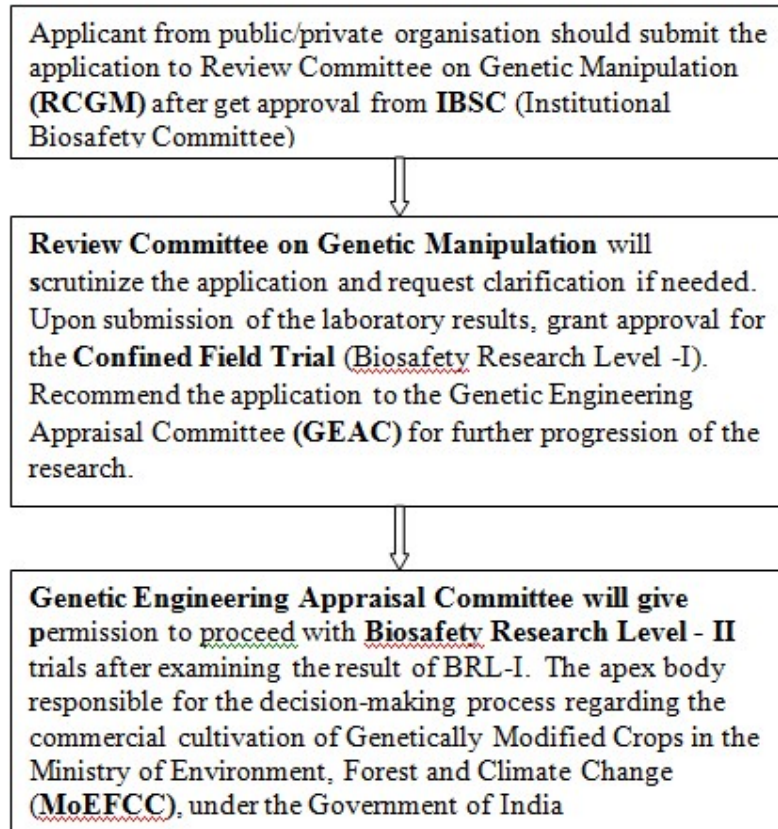 Applicant from public/private organisation should submit the
application to Review Committee on Genetic Manipulation
(RCGM) after get approval from IBSC (Institutional
Biosafety Committee)
Review Committee on Genetic Manipulation will
scrutinize the application and request clarification if needed.
Upon submission of the laboratory results, grant approval for
the Confined Field Trial (Biosafety Research Level -I).
Recommend the application to the Genetic Engineering
Appraisal Committee (GEAC) for further progression of the
research.
Genetic Engineering Appraisal Committee will give
permission to proceed with Biosafety Research Level - II
trials after examining the result of BRL-I. The apex body
responsible for the decision-making process regarding the
commercial cultivation of Genetically Modified Crops in the
Ministry of Environment, Forest and Climate Change
(MoEFCC), under the Government of India